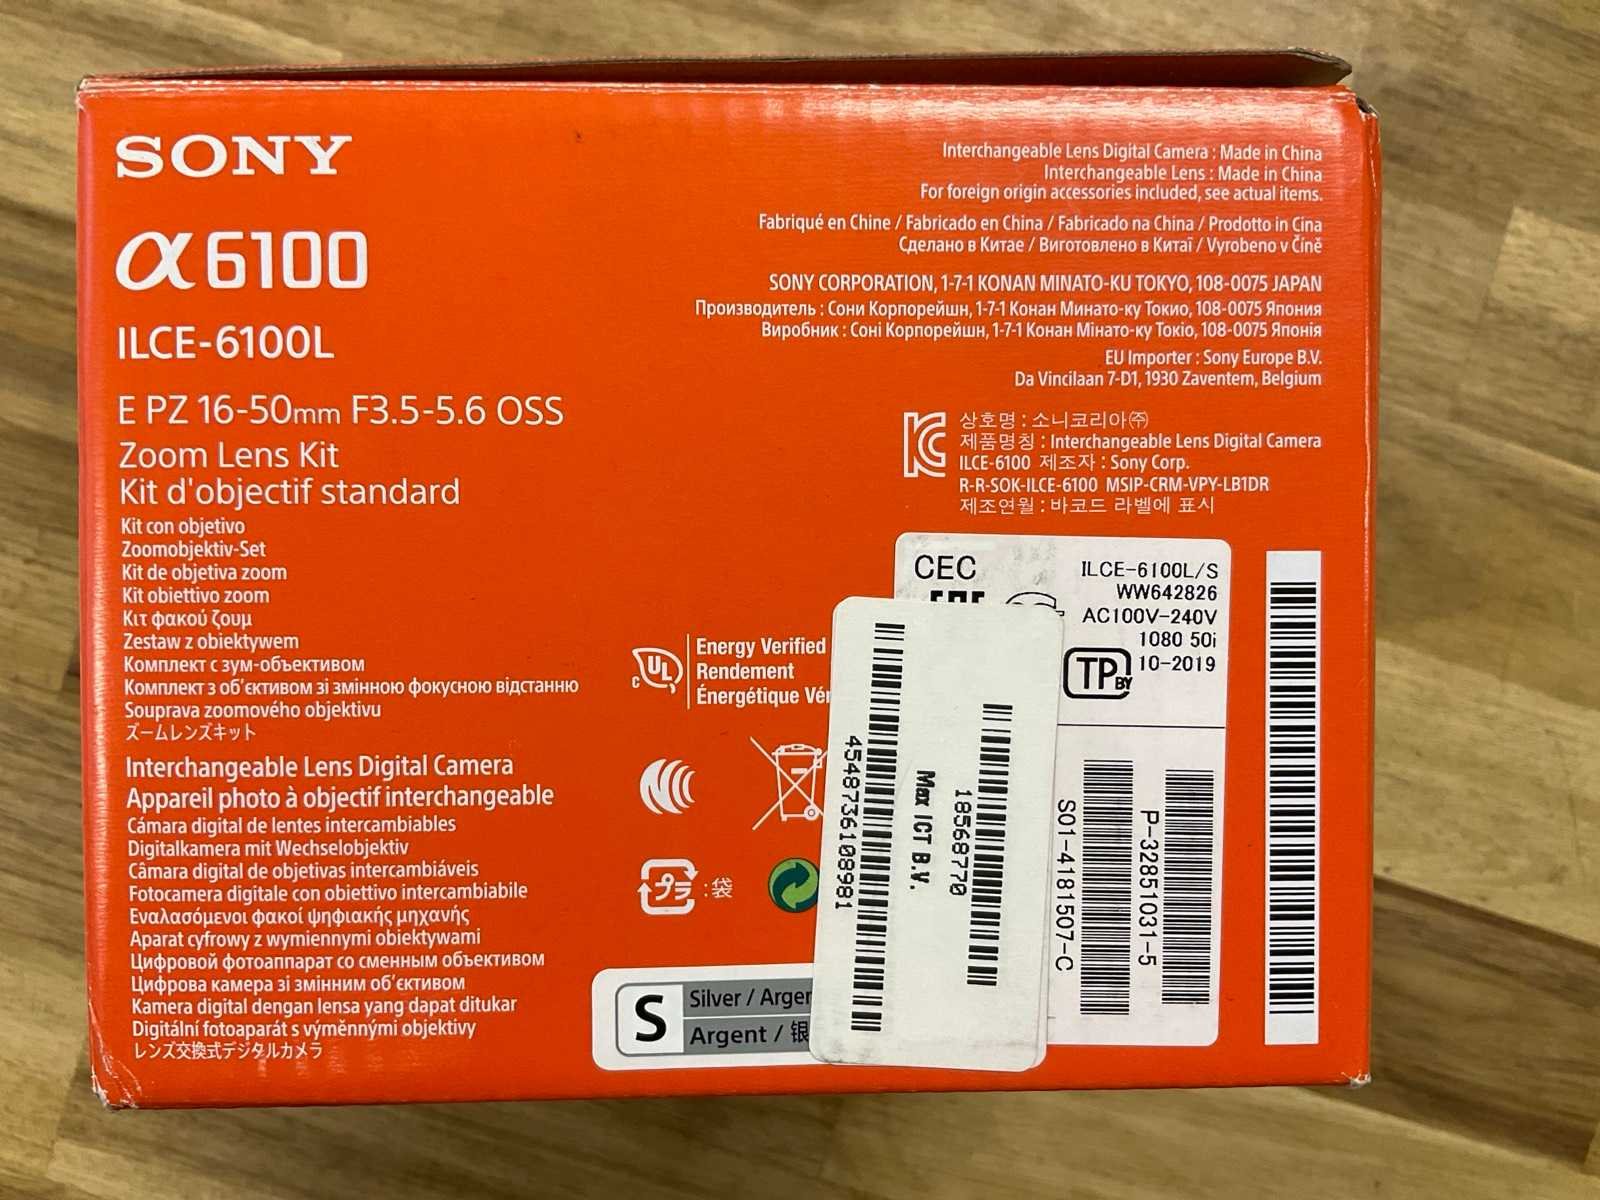 SONY
α6100
ILCE-6100L
E PZ 16-50mm F3.5-5.6 OSS
Zoom Lens Kit
Kit d'objectif standard
Kit con objetivo
Zoomobjektiv-Set
Kit de objetiva zoom
Kit obiettivo zoom
Κιτ φακού ζουμ
Zestaw z obiektywem
Комплект с зум-объективом
Комплект з об'єктивом зі змінною фокусною відстанню
Souprava zoomového objektivu
ズームレンズキット
Interchangeable Lens Digital Camera
Appareil photo à objectif interchangeable
Cámara digital de lentes intercambiables
Digitalkamera mit Wechselobjektiv
Câmara digital de objetivas intercambiáveis
Fotocamera digitale con obiettivo intercambiabile
Εναλασόμενοι φακοί ψηφιακής μηχανής
Aparat cyfrowy z wymiennymi obiektywami
Цифровой фотоаппарат со сменным объективом
Цифрова камера зі змінним об'єктивом
Kamera digital dengan lensa yang dapat ditukar
Digitální fotoaparát s výměnnými objektivy
レンズ交換式デジタルカメラ
Interchangeable Lens Digital Camera : Made in China
Interchangeable Lens : Made in China
For foreign origin accessories included, see actual items.
Fabriqué en Chine / Fabricado en China / Fabricado na China / Prodotto in Cina
Сделано в Китае / Виготовлено в Китаї / Vyrobeno v Číně
SONY CORPORATION, 1-7-1 KONAN MINATO-KU TOKYO, 108-0075 JAPAN
Производитель : Сони Корпорейшн, 1-7-1 Конан Минато-ку Токио, 108-0075 Япония
Виробник : Соні Корпорейшн, 1-7-1 Конан Мінато-ку Токіо, 108-0075 Японія
EU Importer : Sony Europe B.V.
Da Vincilaan 7-D1, 1930 Zaventem, Belgium
상호명 : 소니코리아㈜
제품명칭 : Interchangeable Lens Digital Camera
ILCE-6100 제조자 : Sony Corp.
R-R-SOK-ILCE-6100 MSIP-CRM-VPY-LB1DR
제조연월 : 바코드 라벨에 표시
CEC
ILCE-6100L/S
WW642826
AC100V-240V
1080 50i
TP BY 10-2019
c UL
Energy Verified
Rendement
Énergétique
プラ :袋
S
Silver /
Argent / 銀
4548736108981
Max ICT B.V.
18568770
S01-4181507-C
P-32851031-5